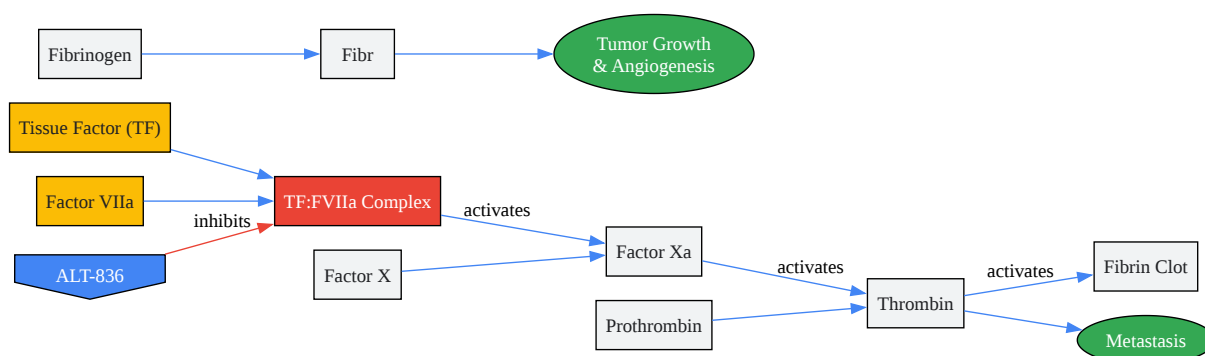 Fibrinogen
Fibr
Tumor Growth
& Angiogenesis
Tissue Factor (TF)
Factor VIIa
inhibits
ALT-836
TF:FVIIa Complex
activates
Factor X
Factor Xa
activates
Prothrombin
Thrombin
activates
Fibrin Clot
Metastasis